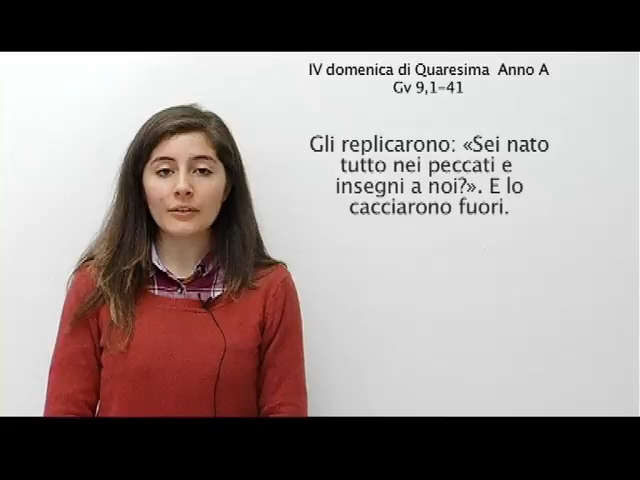 IV domenica di Quaresima Anno A
Gv 9,1-41
Gli replicarono: «Sei nato
tutto nei peccati e
insegni a noi?». E lo
cacciarono fuori.